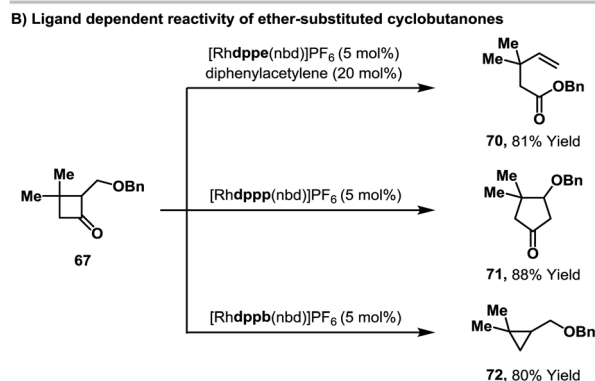 B) Ligand dependent reactivity of ether-substituted cyclobutanones
[Rhdppe(nbd)]PF6 (5 mol%)
diphenylacetylene (20 mol%)
Me
Me
OBn
O
70, 81% Yield
Me
Me
OBn
O
67
[Rhdppp(nbd)]PF6 (5 mol%)
Me
Me
OBn
O
71, 88% Yield
[Rhdppb(nbd)]PF6 (5 mol%)
Me
Me
OBn
72, 80% Yield